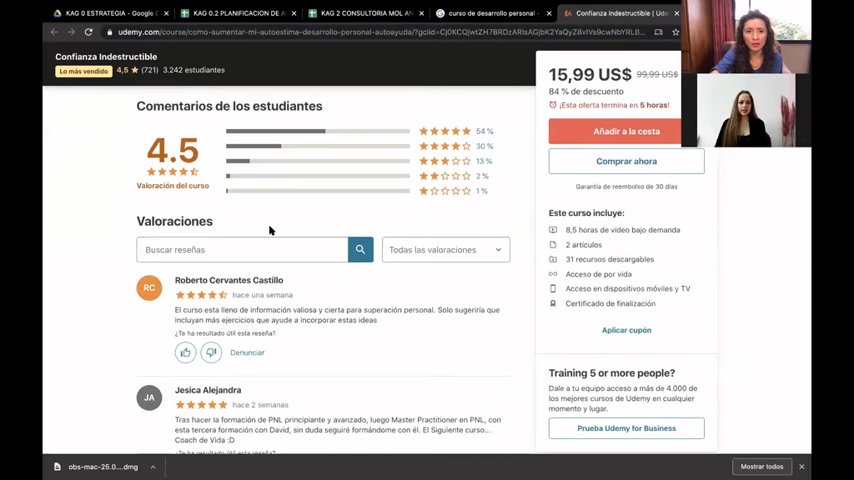 KAG 0 ESTRATEGIA - Google D
KAG 0.2 PLANIFICACION DE A
KAG 2 CONSULTORIA MOL AN
curso de desarrollo personal -
Confianza Indestructible | Udem
Confianza Indestructible
Lo más vendido 4,5 ★ (721) 3.242 estudiantes
Comentarios de los estudiantes
4.5
Valoración del curso
54 %
30 %
13 %
2 %
1 %
Valoraciones
Buscar reseñas
Todas las valoraciones
RC
Roberto Cervantes Castillo
hace una semana
El curso esta lleno de información valiosa y cierta para superación personal. Solo sugeriría que
incluyan más ejercicios que ayude a incorporar estas ideas
¿Te ha resultado útil esta reseña?
Denunciar
JA
Jesica Alejandra
hace 2 semanas
Tras hacer la formación de PNL principiante y avanzado, luego Master Practitioner en PNL, con
esta tercera formación con David, sin duda seguiré formándome con él. El Siguiente curso...
Coach de Vida :D
15,99 US$ 99,99 US$
84 % de descuento
¡Esta oferta termina en 5 horas!
Añadir a la cesta
Comprar ahora
Garantía de reembolso de 30 días
Este curso incluye:
8,5 horas de vídeo bajo demanda
2 artículos
31 recursos descargables
Acceso de por vida
Acceso en dispositivos móviles y TV
Certificado de finalización
Aplicar cupón
Training 5 or more people?
Dale a tu equipo acceso a más de 4.000 de
los mejores cursos de Udemy en cualquier
momento y lugar.
Prueba Udemy for Business
obs-mac-25.0....dmg
Mostrar todos